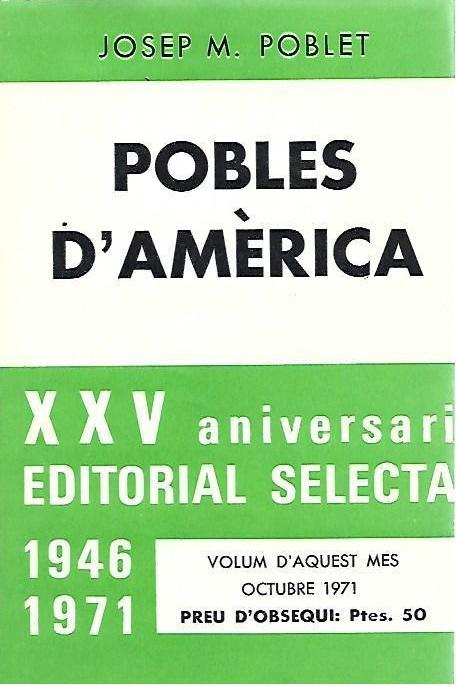 JOSEP M. POBLET
POBLES
D'AMÈRICA
XXV aniversari
EDITORIAL SELECTA
1946
1971
VOLUM D'AQUEST MES
OCTUBRE 1971
PREU D'OBSEQUI: Ptes. 50